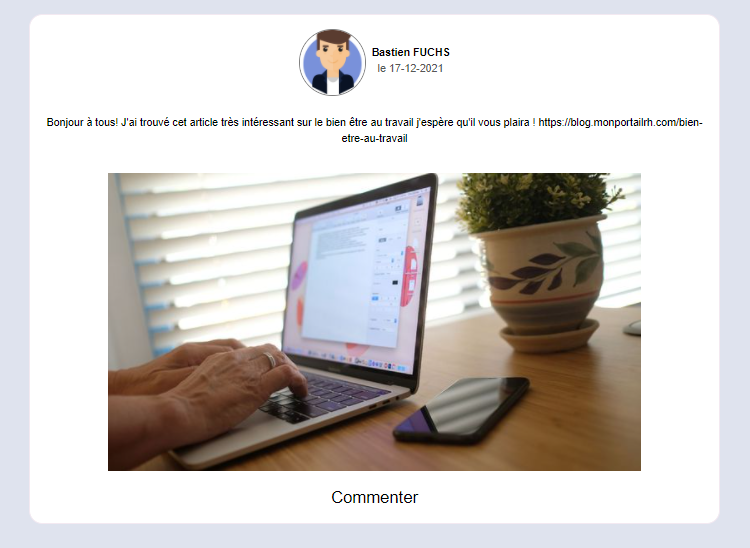 Bastien FUCHS
le 17-12-2021
Bonjour à tous! J'ai trouvé cet article très intéressant sur le bien être au travail j'espère qu'il vous plaira ! https://blog.monportailrh.com/bien-
etre-au-travail
Commenter